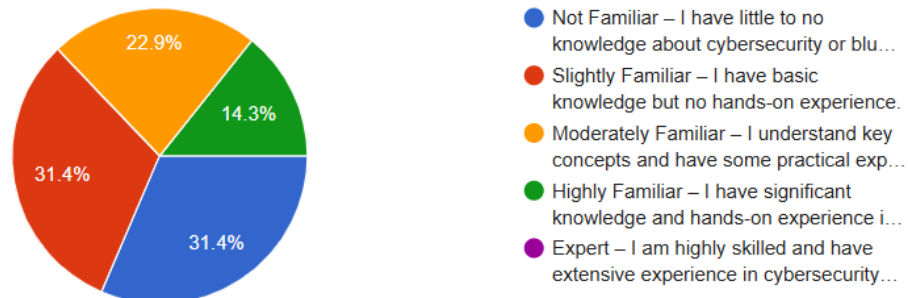 22.9%
14.3%
31.4%
31.4%
Not Familiar – I have little to no
knowledge about cybersecurity or blu…
Slightly Familiar – I have basic
knowledge but no hands-on experience.
Moderately Familiar – I understand key
concepts and have some practical exp…
Highly Familiar – I have significant
knowledge and hands-on experience i…
Expert – I am highly skilled and have
extensive experience in cybersecurity…